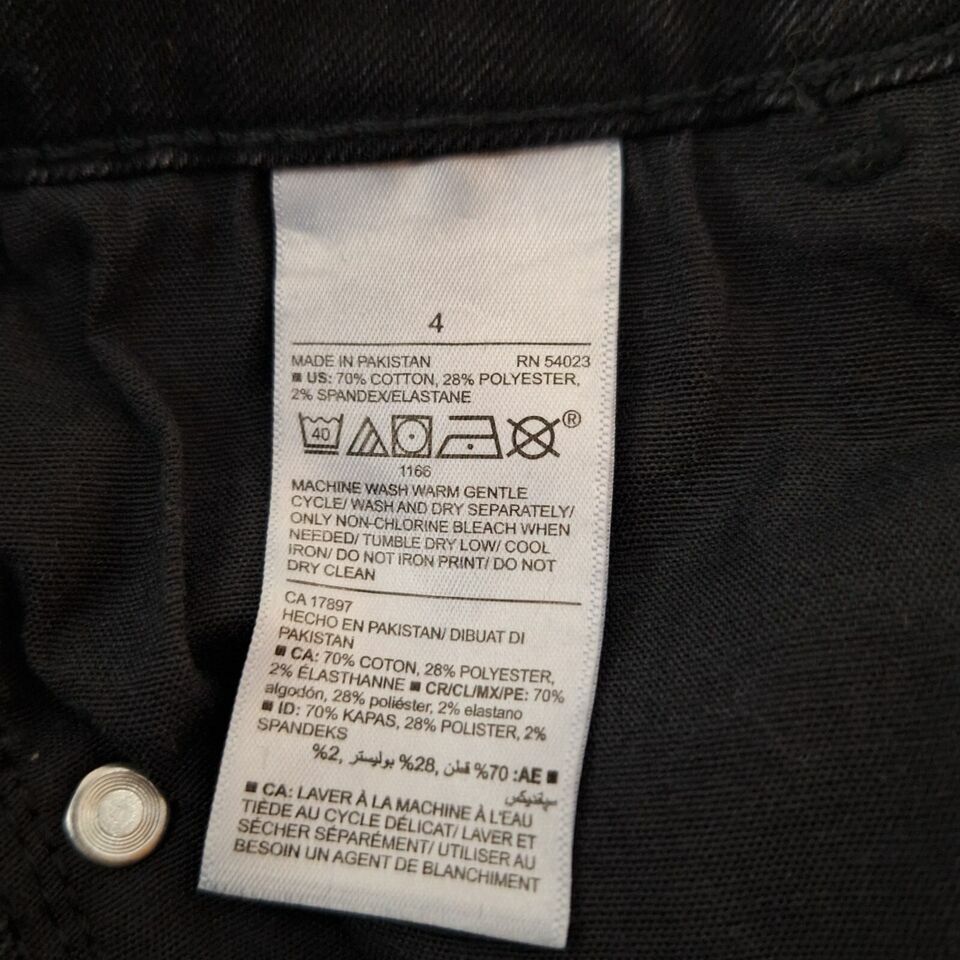 4
MADE IN PAKISTAN RN 54023
■ US: 70% COTTON, 28% POLYESTER,
2% SPANDEX/ELASTANE
40
®
1166
MACHINE WASH WARM GENTLE
CYCLE/ WASH AND DRY SEPARATELY/
ONLY NON-CHLORINE BLEACH WHEN
NEEDED/ TUMBLE DRY LOW/ COOL
IRON/ DO NOT IRON PRINT/ DO NOT
DRY CLEAN
CA 17897
HECHO EN PAKISTAN/ DIBUAT DI
PAKISTAN
■ CA: 70% COTON, 28% POLYESTER,
2% ÉLASTHANNE ■ CR/CL/MX/PE: 70%
algodón, 28% poliéster, 2% elastano
■ ID: 70% KAPAS, 28% POLISTER, 2%
SPANDEKS
■ AE: 70% قطن, 28% بوليستر, 2%
سپانديكس
■ CA: LAVER À LA MACHINE À L'EAU
TIÈDE AU CYCLE DÉLICAT/ LAVER ET
SÉCHER SÉPARÉMENT/ UTILISER AU
BESOIN UN AGENT DE BLANCHIMENT